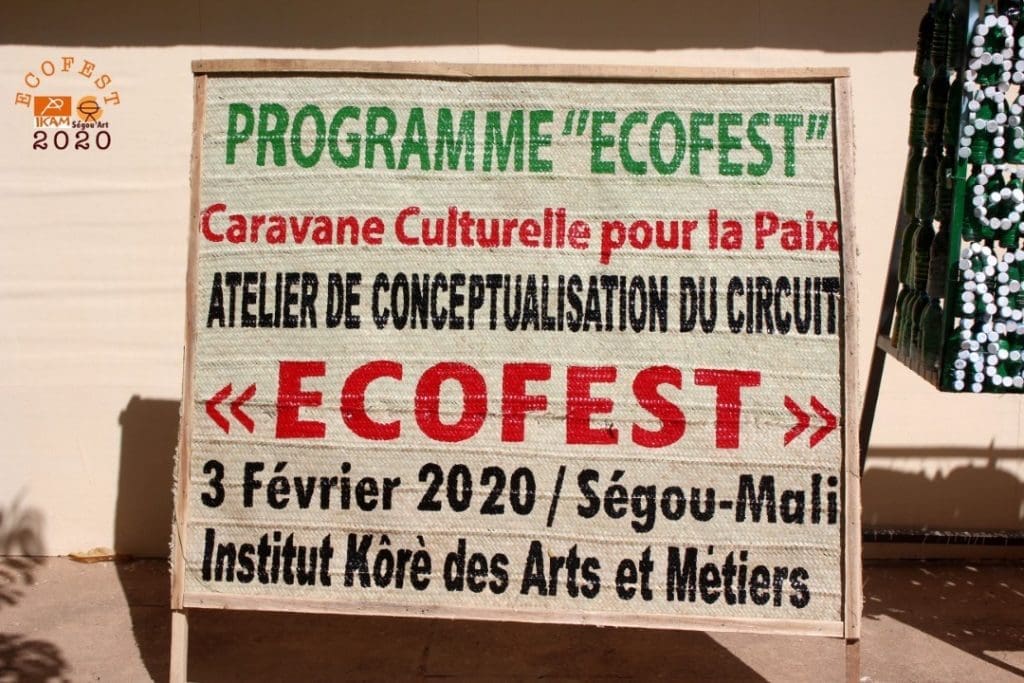 ECOFEST
IKAM Ségou'Art
2020
PROGRAMME "ECOFEST"
Caravane Culturelle pour la Paix
ATELIER DE CONCEPTUALISATION DU CIRCUIT
« ECOFEST »
3 Février 2020 / Ségou-Mali
Institut Kôrè des Arts et Métiers